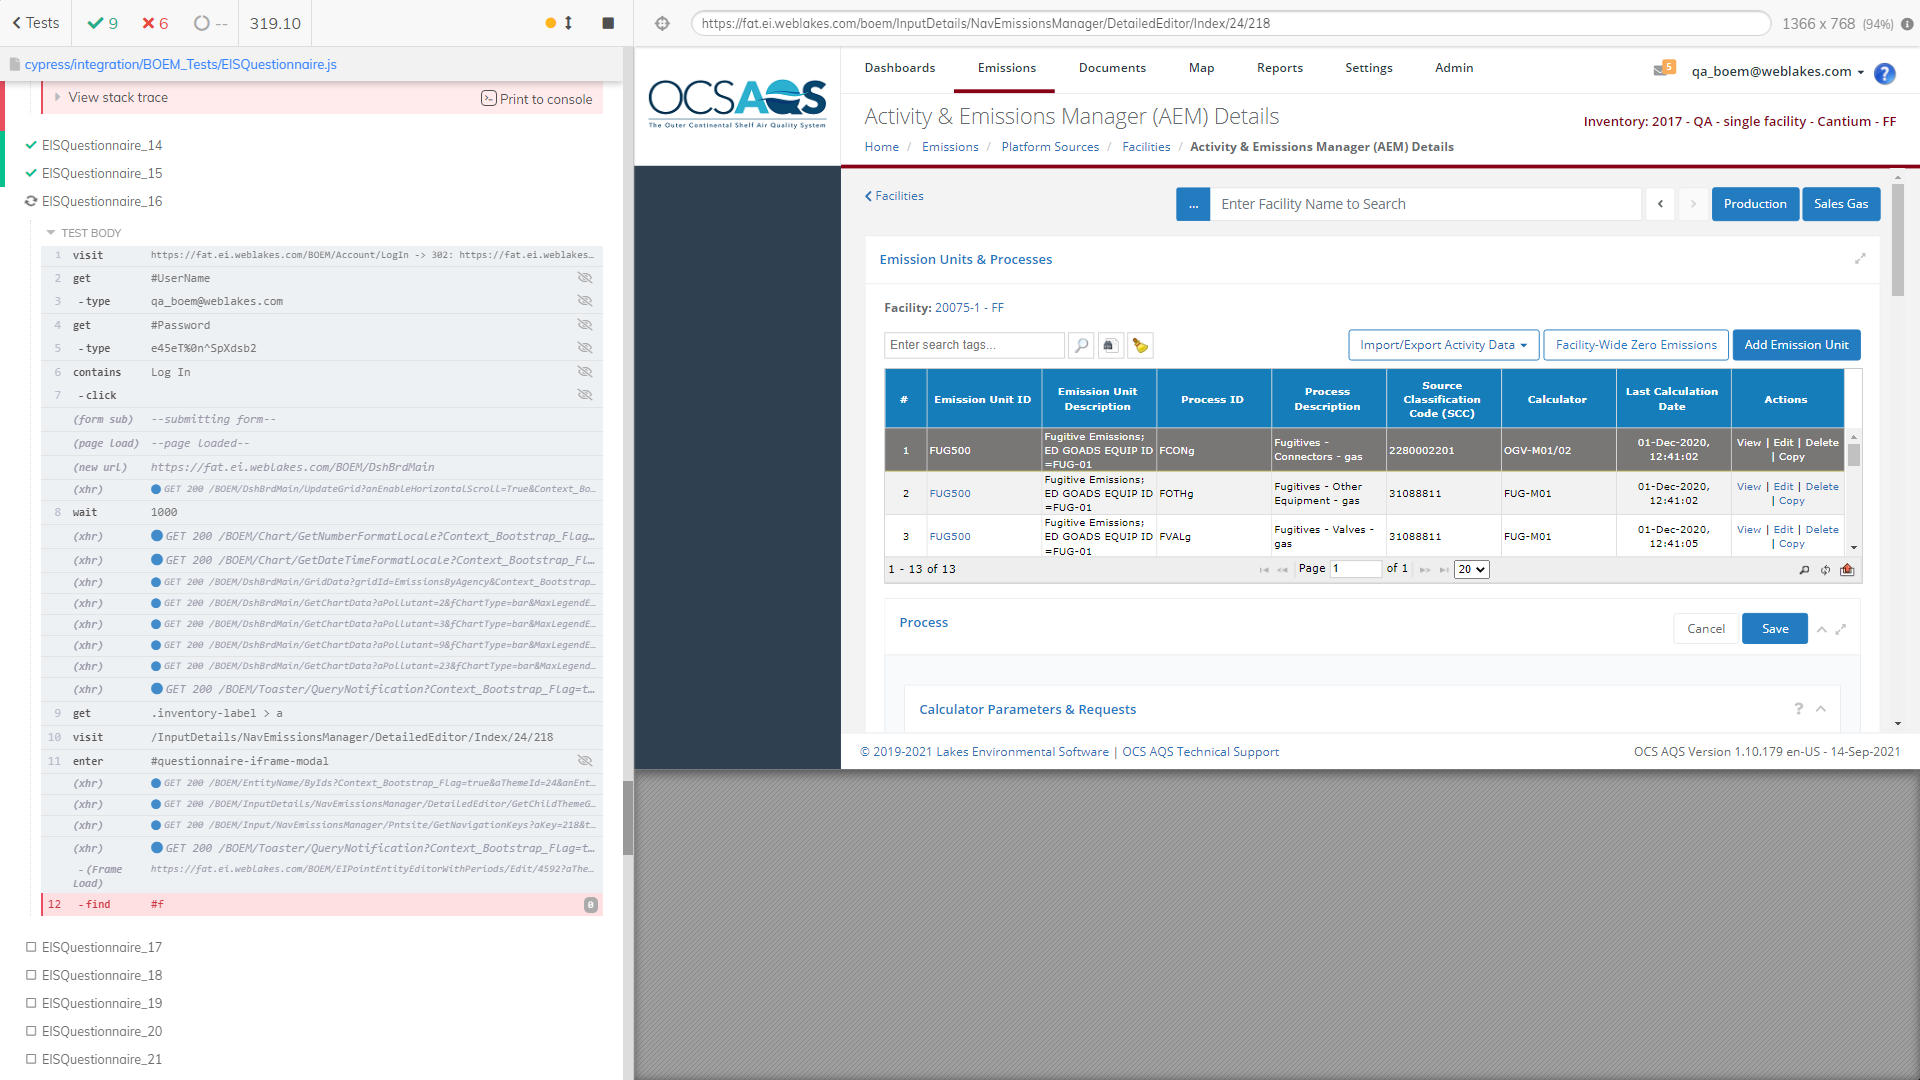 Tests
9
6
--
319.10
cypress/integration/BOEM_Tests/EISQuestionnaire.js
View stack trace
Print to console
EISQuestionnaire_14
EISQuestionnaire_15
EISQuestionnaire_16
TEST BODY
1 visit https://fat.ei.weblakes.com/BOEM/Account/LogIn -> 302: https://fat.ei.weblakes...
2 get #UserName
3 -type qa_boem@weblakes.com
4 get #Password
5 -type e45eT%0n^SpXdsb2
6 contains Log In
7 -click
(form sub) --submitting form--
(page load) --page loaded--
(new url) https://fat.ei.weblakes.com/BOEM/DshBrdMain
(xhr) GET 200 /BOEM/DshBrdMain/UpdateGrid?anEnableHorizontalScroll=True&Context_Bo...
8 wait 1000
(xhr) GET 200 /BOEM/Chart/GetNumberFormatLocale?Context_Bootstrap_Flag...
(xhr) GET 200 /BOEM/Chart/GetDateTimeFormatLocale?Context_Bootstrap_Fl...
(xhr) GET 200 /BOEM/DshBrdMain/GridData?gridId=EmissionsByAgency&Context_Bootstrap...
(xhr) GET 200 /BOEM/DshBrdMain/GetChartData?aPollutant=2&fChartType=bar&MaxLegendE...
(xhr) GET 200 /BOEM/DshBrdMain/GetChartData?aPollutant=3&fChartType=bar&MaxLegendE...
(xhr) GET 200 /BOEM/DshBrdMain/GetChartData?aPollutant=9&fChartType=bar&MaxLegendE...
(xhr) GET 200 /BOEM/DshBrdMain/GetChartData?aPollutant=23&fChartType=bar&MaxLegend...
(xhr) GET 200 /BOEM/Toaster/QueryNotification?Context_Bootstrap_Flag=t...
9 get .inventory-label > a
10 visit /InputDetails/NavEmissionsManager/DetailedEditor/Index/24/218
11 enter #questionnaire-iframe-modal
(xhr) GET 200 /BOEM/EntityName/ByIds?Context_Bootstrap_Flag=true&aThemeId=24&anEnt...
(xhr) GET 200 /BOEM/InputDetails/NavEmissionsManager/DetailedEditor/GetChildThemeG...
(xhr) GET 200 /BOEM/Input/NavEmissionsManager/Pntsite/GetNavigationKeys?aKey=218&t...
(xhr) GET 200 /BOEM/Toaster/QueryNotification?Context_Bootstrap_Flag=t...
-(Frame Load) https://fat.ei.weblakes.com/BOEM/EIPointEntityEditorWithPeriods/Edit/4592?aThe...
12 -find #f 0
EISQuestionnaire_17
EISQuestionnaire_18
EISQuestionnaire_19
EISQuestionnaire_20
EISQuestionnaire_21
https://fat.ei.weblakes.com/boem/InputDetails/NavEmissionsManager/DetailedEditor/Index/24/218
1366 x 768 (94%)
OCSAQS
The Outer Continental Shelf Air Quality System
Dashboards Emissions Documents Map Reports Settings Admin
5
qa_boem@weblakes.com
?
Activity & Emissions Manager (AEM) Details
Inventory: 2017 - QA - single facility - Cantium - FF
Home / Emissions / Platform Sources / Facilities / Activity & Emissions Manager (AEM) Details
Facilities
... Enter Facility Name to Search
Production
Sales Gas
Emission Units & Processes
Facility: 20075-1 - FF
Enter search tags...
Import/Export Activity Data
Facility-Wide Zero Emissions
Add Emission Unit
# Emission Unit ID Emission Unit Description Process ID Process Description Source Classification Code (SCC) Calculator Last Calculation Date Actions
1 FUG500 Fugitive Emissions; ED GOADS EQUIP ID =FUG-01 FCONg Fugitives - Connectors - gas 2280002201 OGV-M01/02 01-Dec-2020, 12:41:02 View | Edit | Delete | Copy
2 FUG500 Fugitive Emissions; ED GOADS EQUIP ID =FUG-01 FOTHg Fugitives - Other Equipment - gas 31088811 FUG-M01 01-Dec-2020, 12:41:02 View | Edit | Delete | Copy
3 FUG500 Fugitive Emissions; ED GOADS EQUIP ID =FUG-01 FVALg Fugitives - Valves - gas 31088811 FUG-M01 01-Dec-2020, 12:41:05 View | Edit | Delete | Copy
1 - 13 of 13
Page 1 of 1
20
Process
Cancel
Save
Calculator Parameters & Requests
?
© 2019-2021 Lakes Environmental Software | OCS AQS Technical Support
OCS AQS Version 1.10.179 en-US - 14-Sep-2021